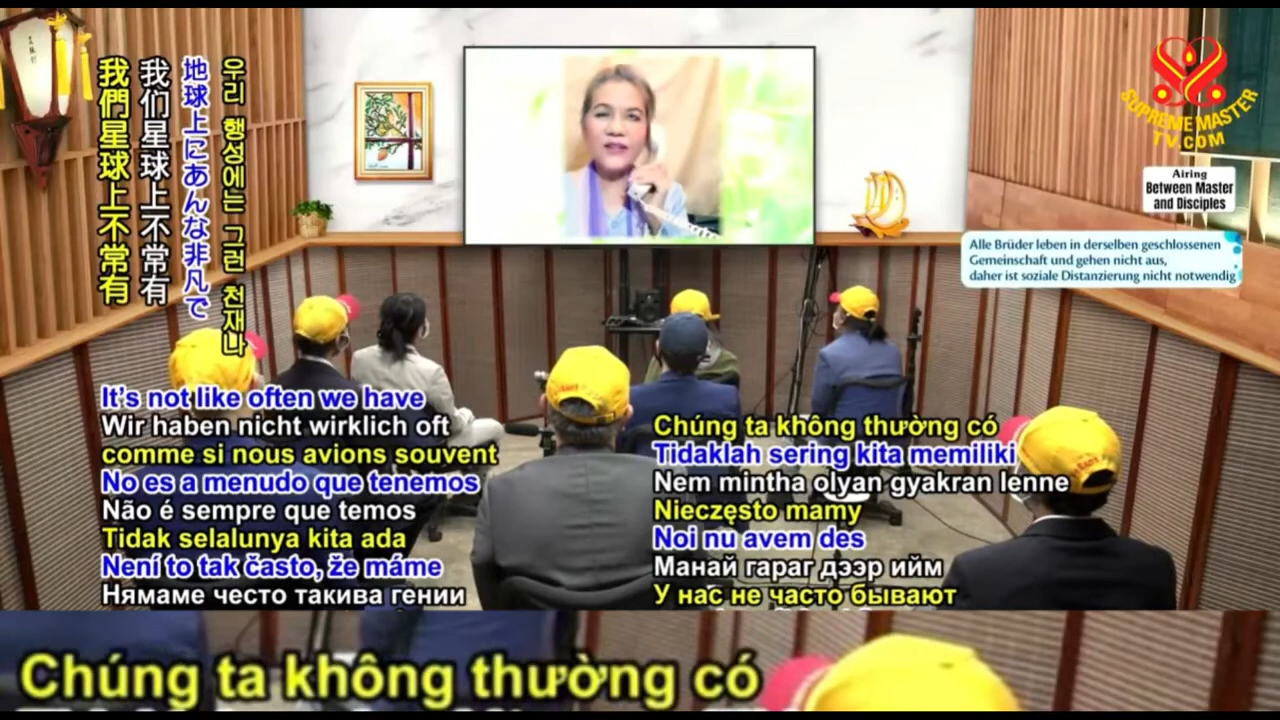 우리 행성에는 그런 천재나
地球上にあんな非凡で
我们星球上不常有
我們星球上不常有
SUPREME MASTER
TV.COM
Airing
Between Master
and Disciples
Alle Brüder leben in derselben geschlossenen
Gemeinschaft und gehen nicht aus,
daher ist soziale Distanzierung nicht notwendig
It's not like often we have
Wir haben nicht wirklich oft
comme si nous avions souvent
No es a menudo que tenemos
Não é sempre que temos
Tidak selalunya kita ada
Není to tak často, že máme
Нямаме често такива гении
Chúng ta không thường có
Tidaklah sering kita memiliki
Nem mintha olyan gyakran lenne
Nieczęsto mamy
Noi nu avem des
Манай гараг дээр ийм
У нас не часто бывают
Chúng ta không thường có